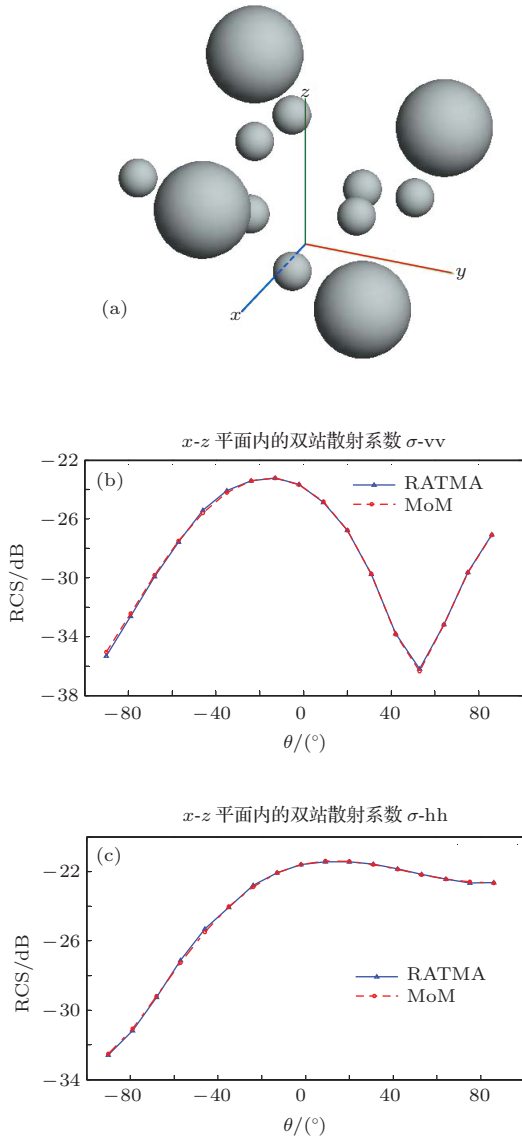 z
y
x
(a)
x-z 平面内的双站散射系数 σ-vv
(b)
RATMA
MoM
−22
−26
−30
−34
−38
RCS/dB
−80
−40
0
40
80
θ/(°)
x-z 平面内的双站散射系数 σ-hh
(c)
−22
−26
−30
−34
RCS/dB
RATMA
MoM
−80
−40
0
40
80
θ/(°)